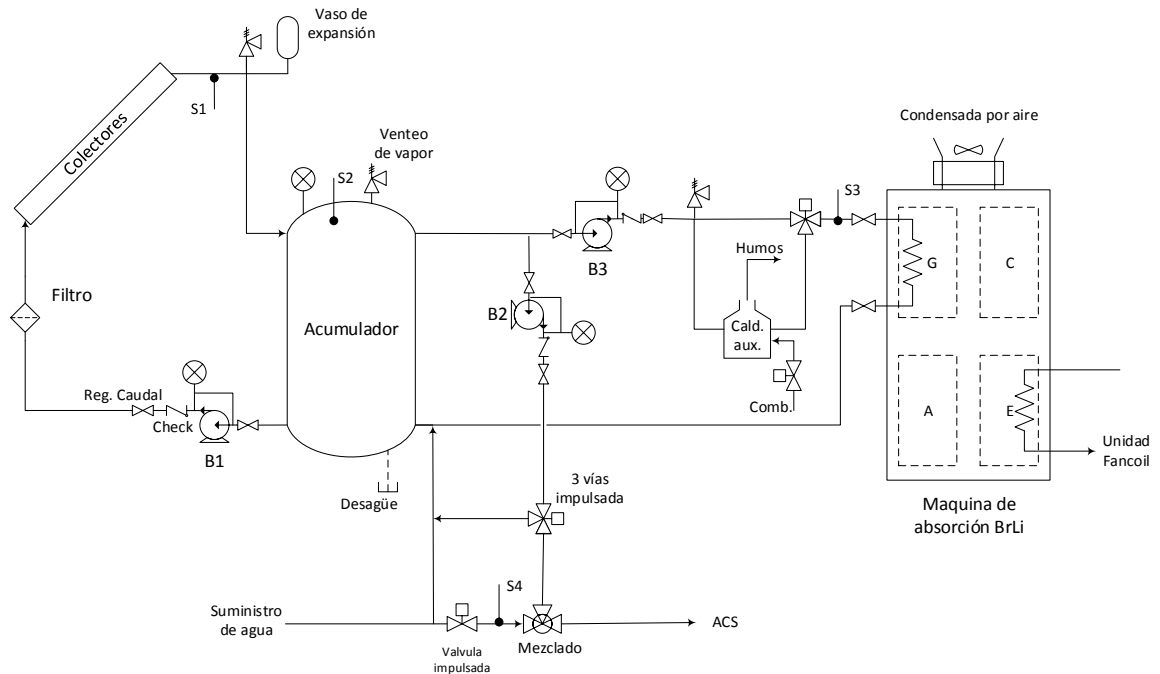 Vaso de
expansión
S1
Colectores
Venteo
de vapor
S2
Condensada por aire
S3
Humos
B3
G
C
Filtro
B2
Acumulador
Cald.
aux.
Reg. Caudal
Comb.
Check
A
E
B1
Unidad
Fancoil
3 vías
impulsada
Desagüe
Maquina de
absorción BrLi
S4
Suministro
de agua
ACS
Mezclado
Valvula
impulsada